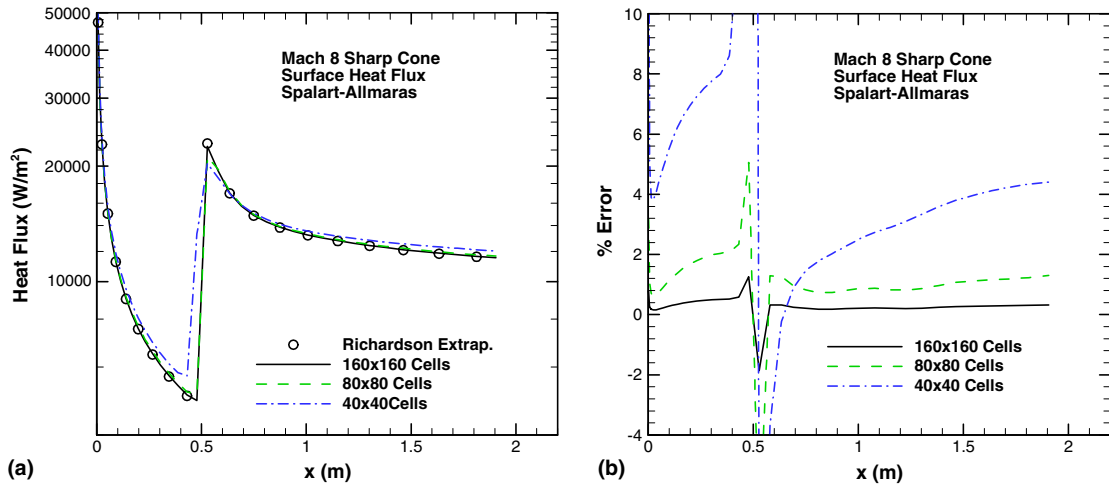 50000
40000
30000
20000
10000
Heat Flux (W/m²)
Mach 8 Sharp Cone
Surface Heat Flux
Spalart-Allmaras
Richardson Extrap.
160x160 Cells
80x80 Cells
40x40Cells
0
0.5
1
1.5
2
x (m)
(a)
10
8
6
4
2
0
-2
-4
% Error
Mach 8 Sharp Cone
Surface Heat Flux
Spalart-Allmaras
160x160 Cells
80x80 Cells
40x40 Cells
0
0.5
1
1.5
2
x (m)
(b)